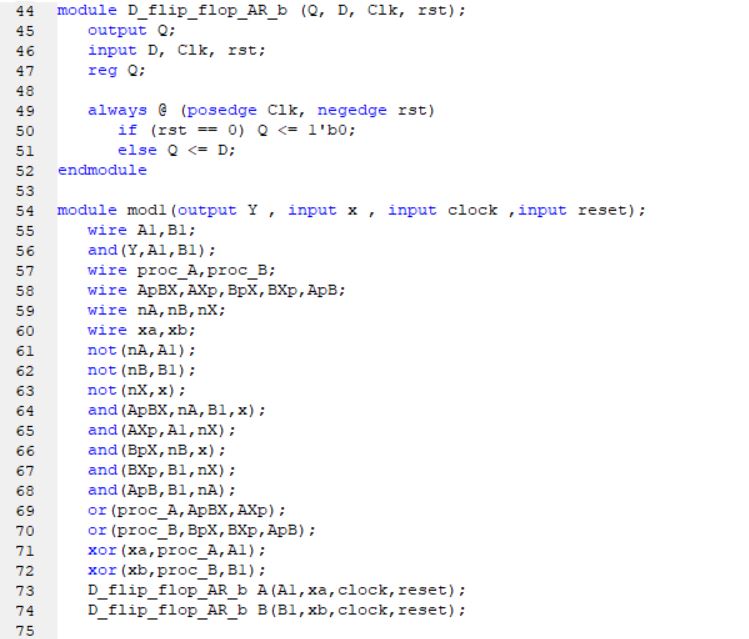 44 module D_flip_flop_AR_b (Q, D, Clk, rst);
45 output Q;
46 input D, Clk, rst;
47 reg Q;
48
49 always @ (posedge Clk, negedge rst)
50 if (rst == 0) Q <= 1'b0;
51 else Q <= D;
52 endmodule
53
54 module mod1(output Y , input x , input clock ,input reset);
55 wire A1,B1;
56 and(Y,A1,B1);
57 wire proc_A,proc_B;
58 wire ApBX,AXp,BpX,BXp,ApB;
59 wire nA,nB,nX;
60 wire xa,xb;
61 not(nA,A1);
62 not(nB,B1);
63 not(nX,x);
64 and(ApBX,nA,B1,x);
65 and(AXp,A1,nX);
66 and(BpX,nB,x);
67 and(BXp,B1,nX);
68 and(ApB,B1,nA);
69 or(proc_A,ApBX,AXp);
70 or(proc_B,BpX,BXp,ApB);
71 xor(xa,proc_A,A1);
72 xor(xb,proc_B,B1);
73 D_flip_flop_AR_b A(A1,xa,clock,reset);
74 D_flip_flop_AR_b B(B1,xb,clock,reset);
75